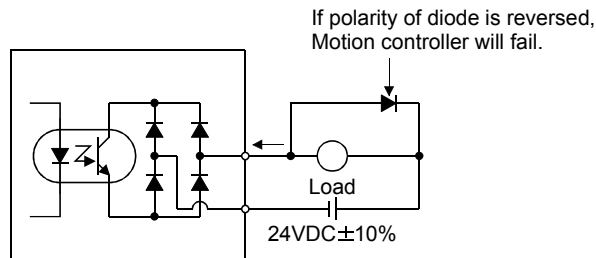 If polarity of diode is reversed,
Motion controller will fail.
Load
24VDC±10%